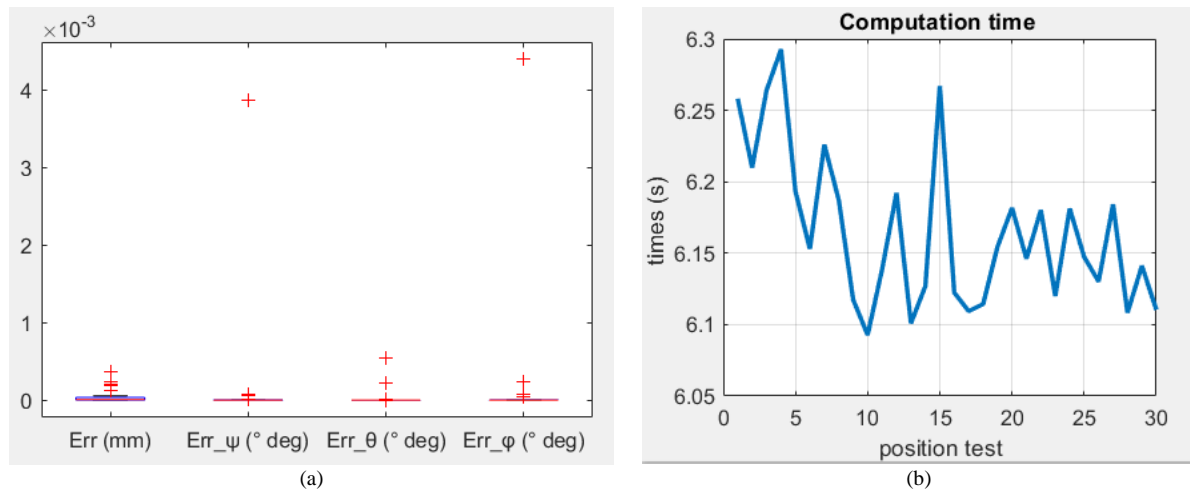 ×10⁻³
4
3
2
1
0
Err (mm) Err_ψ (° deg) Err_θ (° deg) Err_φ (° deg)
(a)
Computation time
6.3
6.25
6.2
6.15
6.1
6.05
times (s)
0 5 10 15 20 25 30
position test
(b)